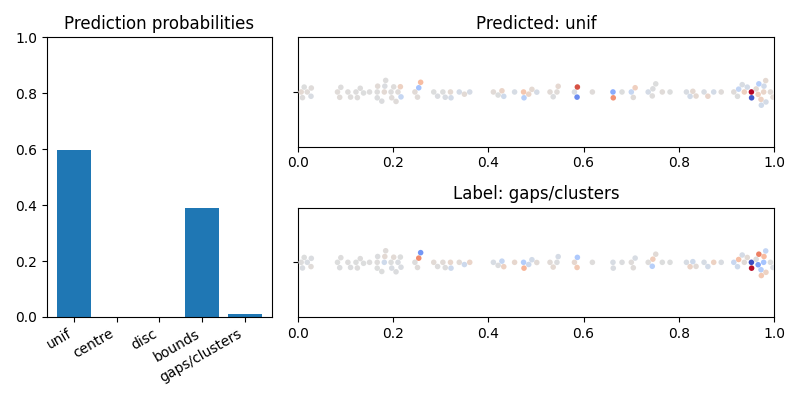 Prediction probabilities
1.0
0.8
0.6
0.4
0.2
0.0
unif
centre
disc
bounds
gaps/clusters
Predicted: unif
0.0 0.2 0.4 0.6 0.8 1.0
Label: gaps/clusters
0.0 0.2 0.4 0.6 0.8 1.0